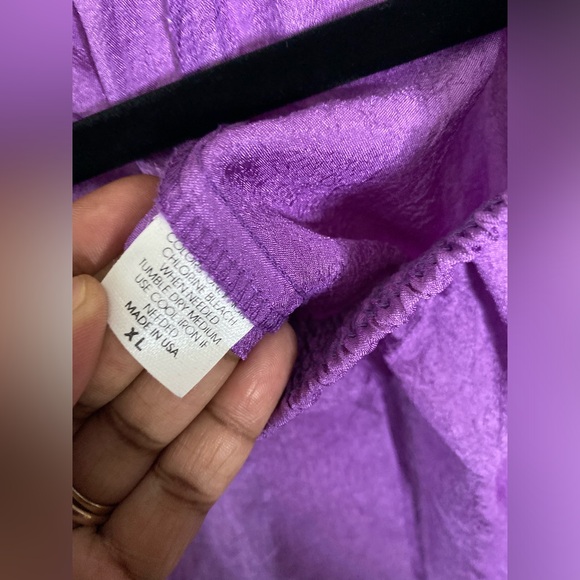 CHLORINE BLEACH
WHEN NEEDED
TUMBLE DRY MEDIUM
USE COOL IRON IF
NEEDED
MADE IN USA
XL